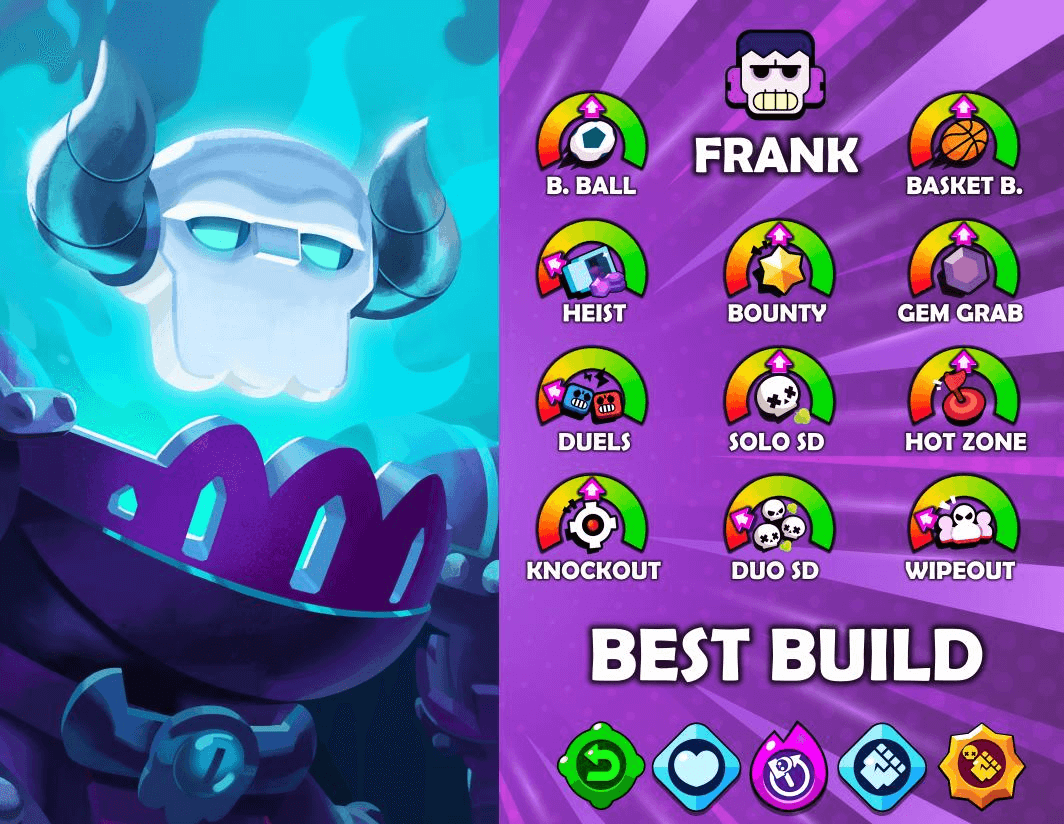 FRANK
B. BALL
BASKET B.
HEIST
BOUNTY
GEM GRAB
DUELS
SOLO SD
HOT ZONE
KNOCKOUT
DUO SD
WIPEOUT
BEST BUILD